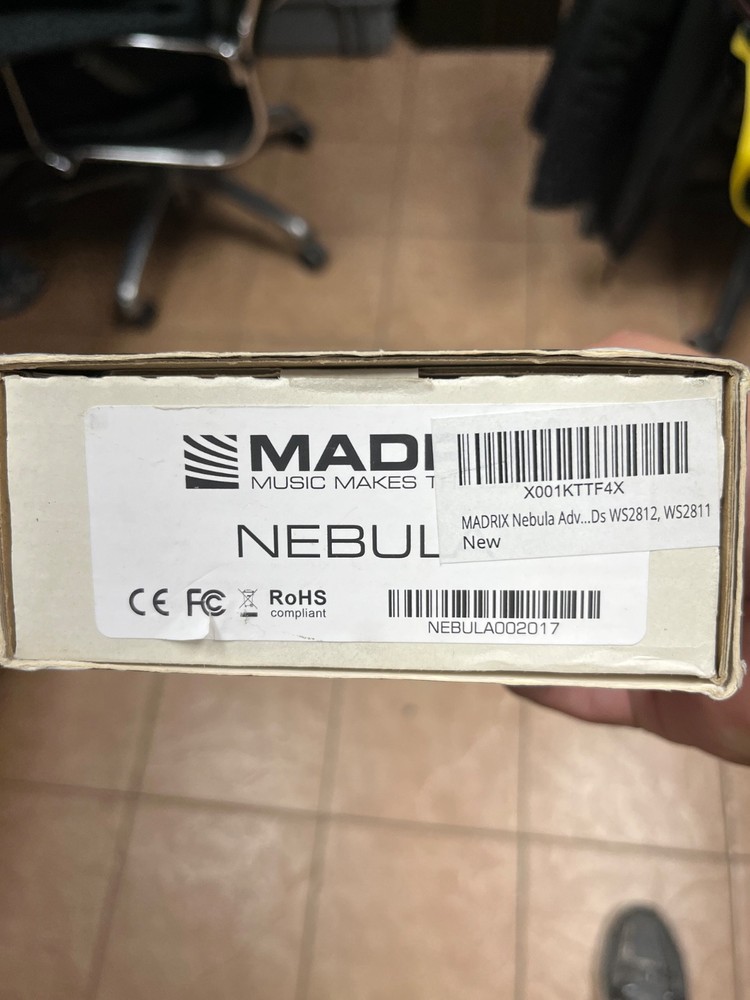 MADI
MUSIC MAKES T
NEBUL
CE FC RoHS
compliant
NEBULA002017
X001KTTF4X
MADRIX Nebula Adv...Ds WS2812, WS2811
New